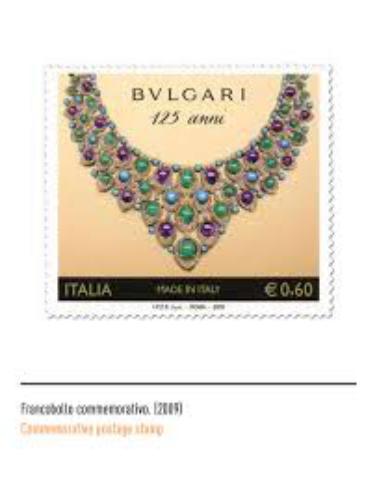 BVLGARI
125 anni
ITALIA MADE IN ITALY € 0,60
Francobollo commemorativo. (2009)
Commemorative postage stamp